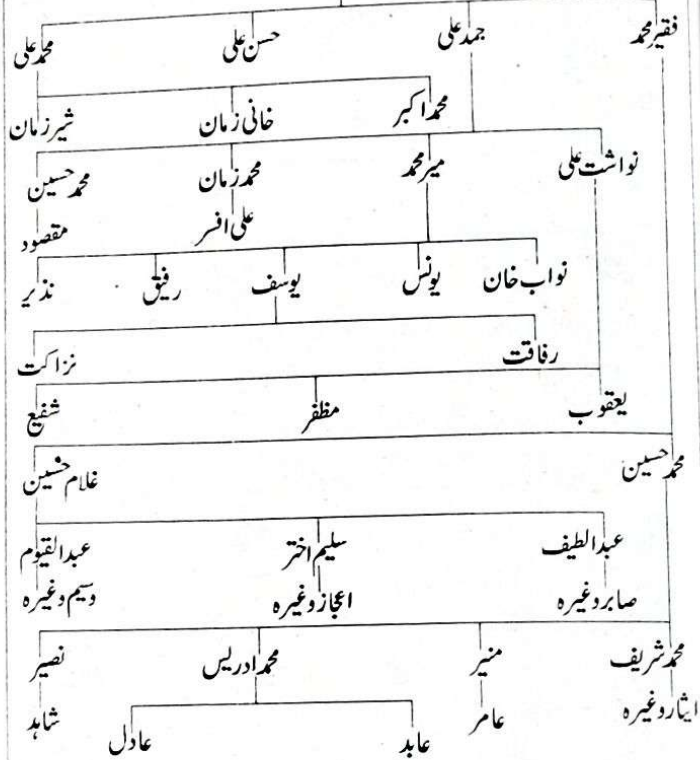 فقیر محمد جمد علی حسن علی محمد علی
محمد اکبر خانی زمان شیر زمان
نواشت علی میر محمد محمد زمان محمد حسین
علی افسر مقصود
نواب خان یونس یوسف رفیق نذیر
رفاقت نزاکت
یعقوب مظفر شفیع
محمد حسین غلام حسین
عبدالطیف سلیم اختر عبدالقیوم
صابر وغیرہ اعجاز وغیرہ وسیم وغیرہ
محمد شریف منیر محمد ادریس نصیر
ایثار وغیرہ عامر شاہد
عابد عادل